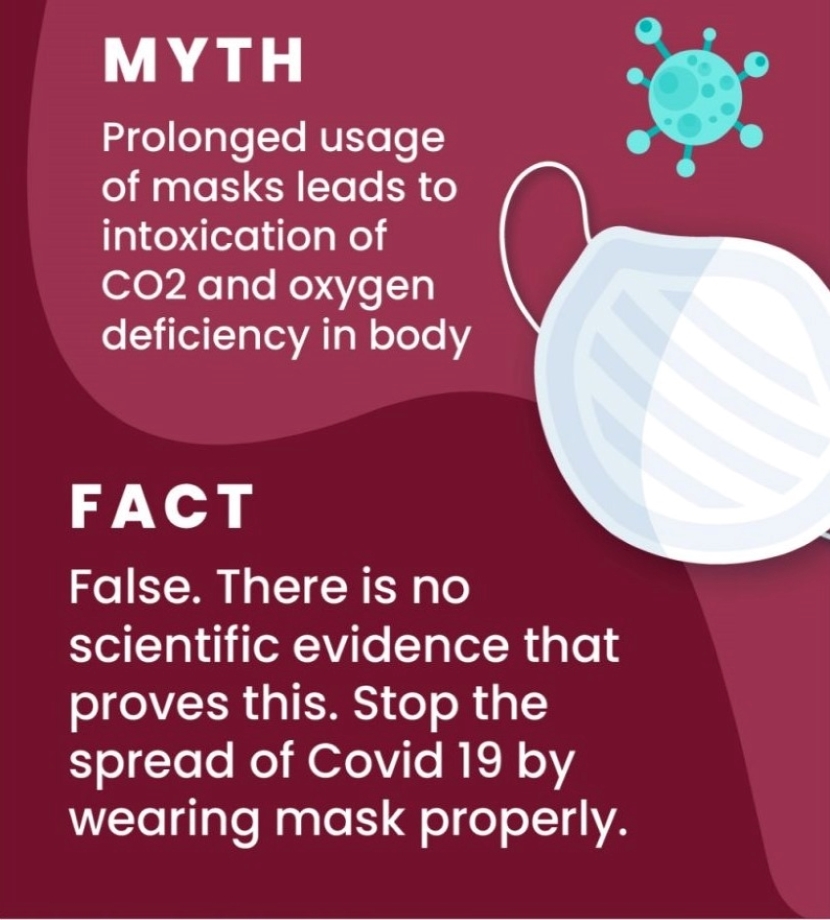 MYTH
Prolonged usage
of masks leads to
intoxication of
CO2 and oxygen
deficiency in body
FACT
False. There is no
scientific evidence that
proves this. Stop the
spread of Covid 19 by
wearing mask properly.